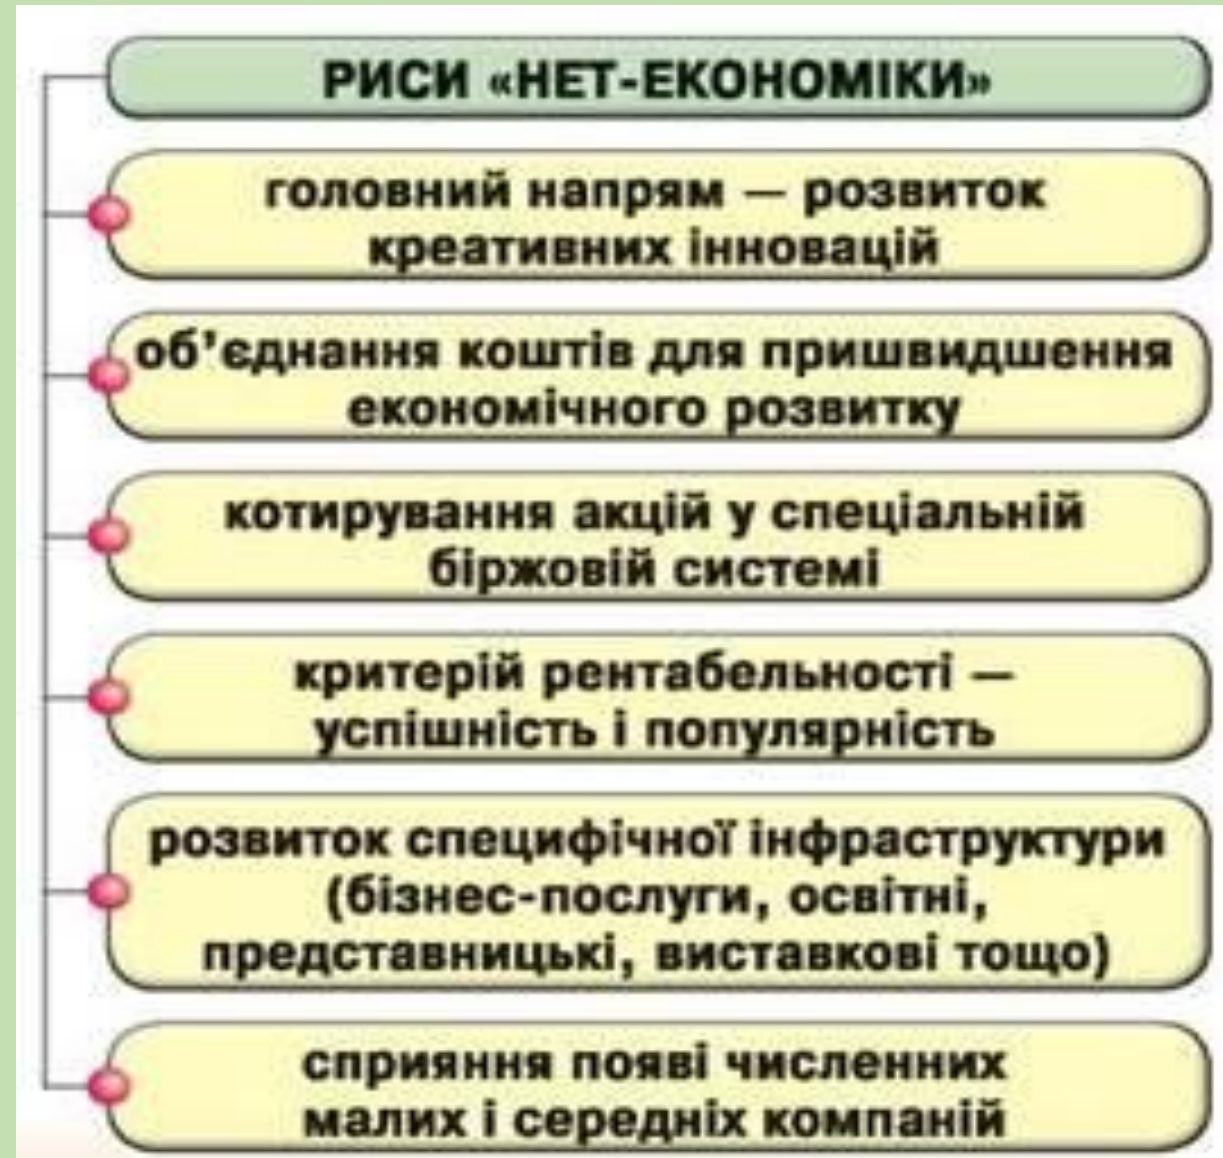 РИСИ «НЕТ-ЕКОНОМІКИ»
головний напрям — розвиток
креативних інновацій
об’єднання коштів для пришвидшення
економічного розвитку
котирування акцій у спеціальній
біржовій системі
критерій рентабельності —
успішність і популярність
розвиток специфічної інфраструктури
(бізнес-послуги, освітні,
представницькі, виставкові тощо)
сприяння появі численних
малих і середніх компаній